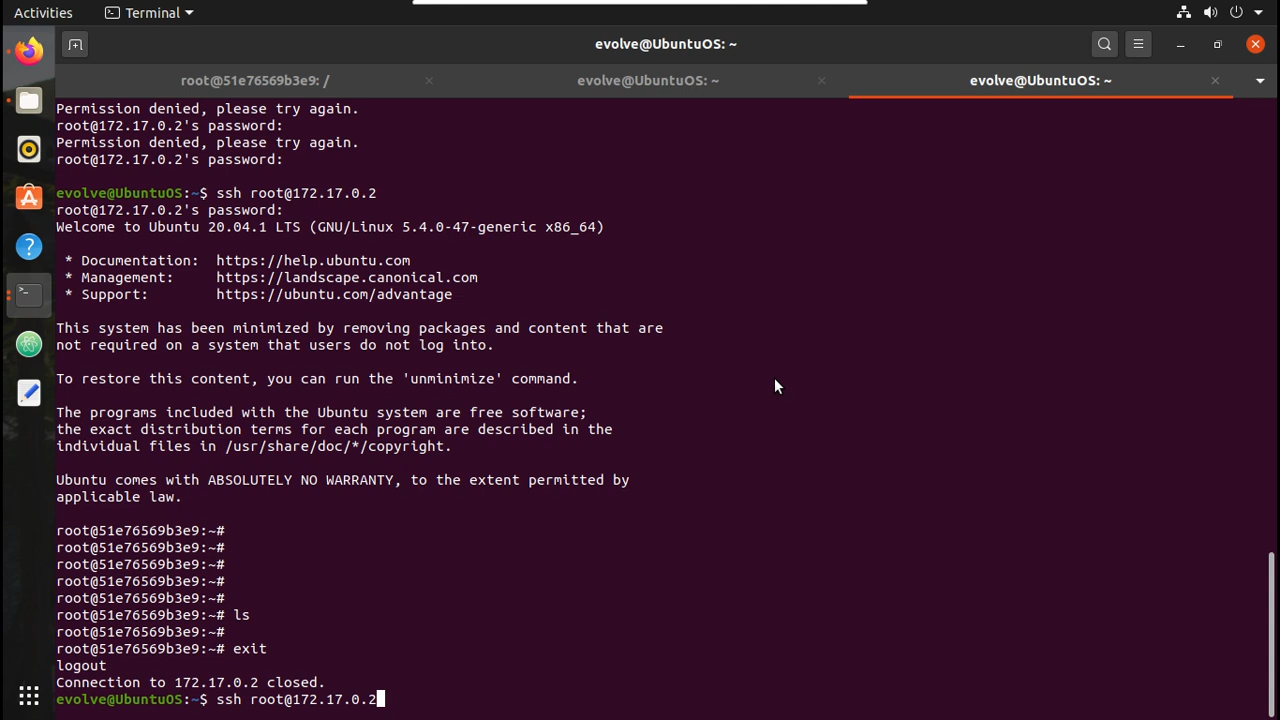 Activities
Terminal
evolve@UbuntuOS: ~
root@51e76569b3e9: /
evolve@UbuntuOS: ~
evolve@UbuntuOS: ~
Permission denied, please try again.
root@172.17.0.2's password:
Permission denied, please try again.
root@172.17.0.2's password:
evolve@UbuntuOS:~$ ssh root@172.17.0.2
root@172.17.0.2's password:
Welcome to Ubuntu 20.04.1 LTS (GNU/Linux 5.4.0-47-generic x86_64)
* Documentation:  https://help.ubuntu.com
* Management:     https://landscape.canonical.com
* Support:        https://ubuntu.com/advantage
This system has been minimized by removing packages and content that are
not required on a system that users do not log into.
To restore this content, you can run the 'unminimize' command.
The programs included with the Ubuntu system are free software;
the exact distribution terms for each program are described in the
individual files in /usr/share/doc/*/copyright.
Ubuntu comes with ABSOLUTELY NO WARRANTY, to the extent permitted by
applicable law.
root@51e76569b3e9:~#
root@51e76569b3e9:~#
root@51e76569b3e9:~#
root@51e76569b3e9:~#
root@51e76569b3e9:~#
root@51e76569b3e9:~# ls
root@51e76569b3e9:~#
root@51e76569b3e9:~# exit
logout
Connection to 172.17.0.2 closed.
evolve@UbuntuOS:~$ ssh root@172.17.0.2